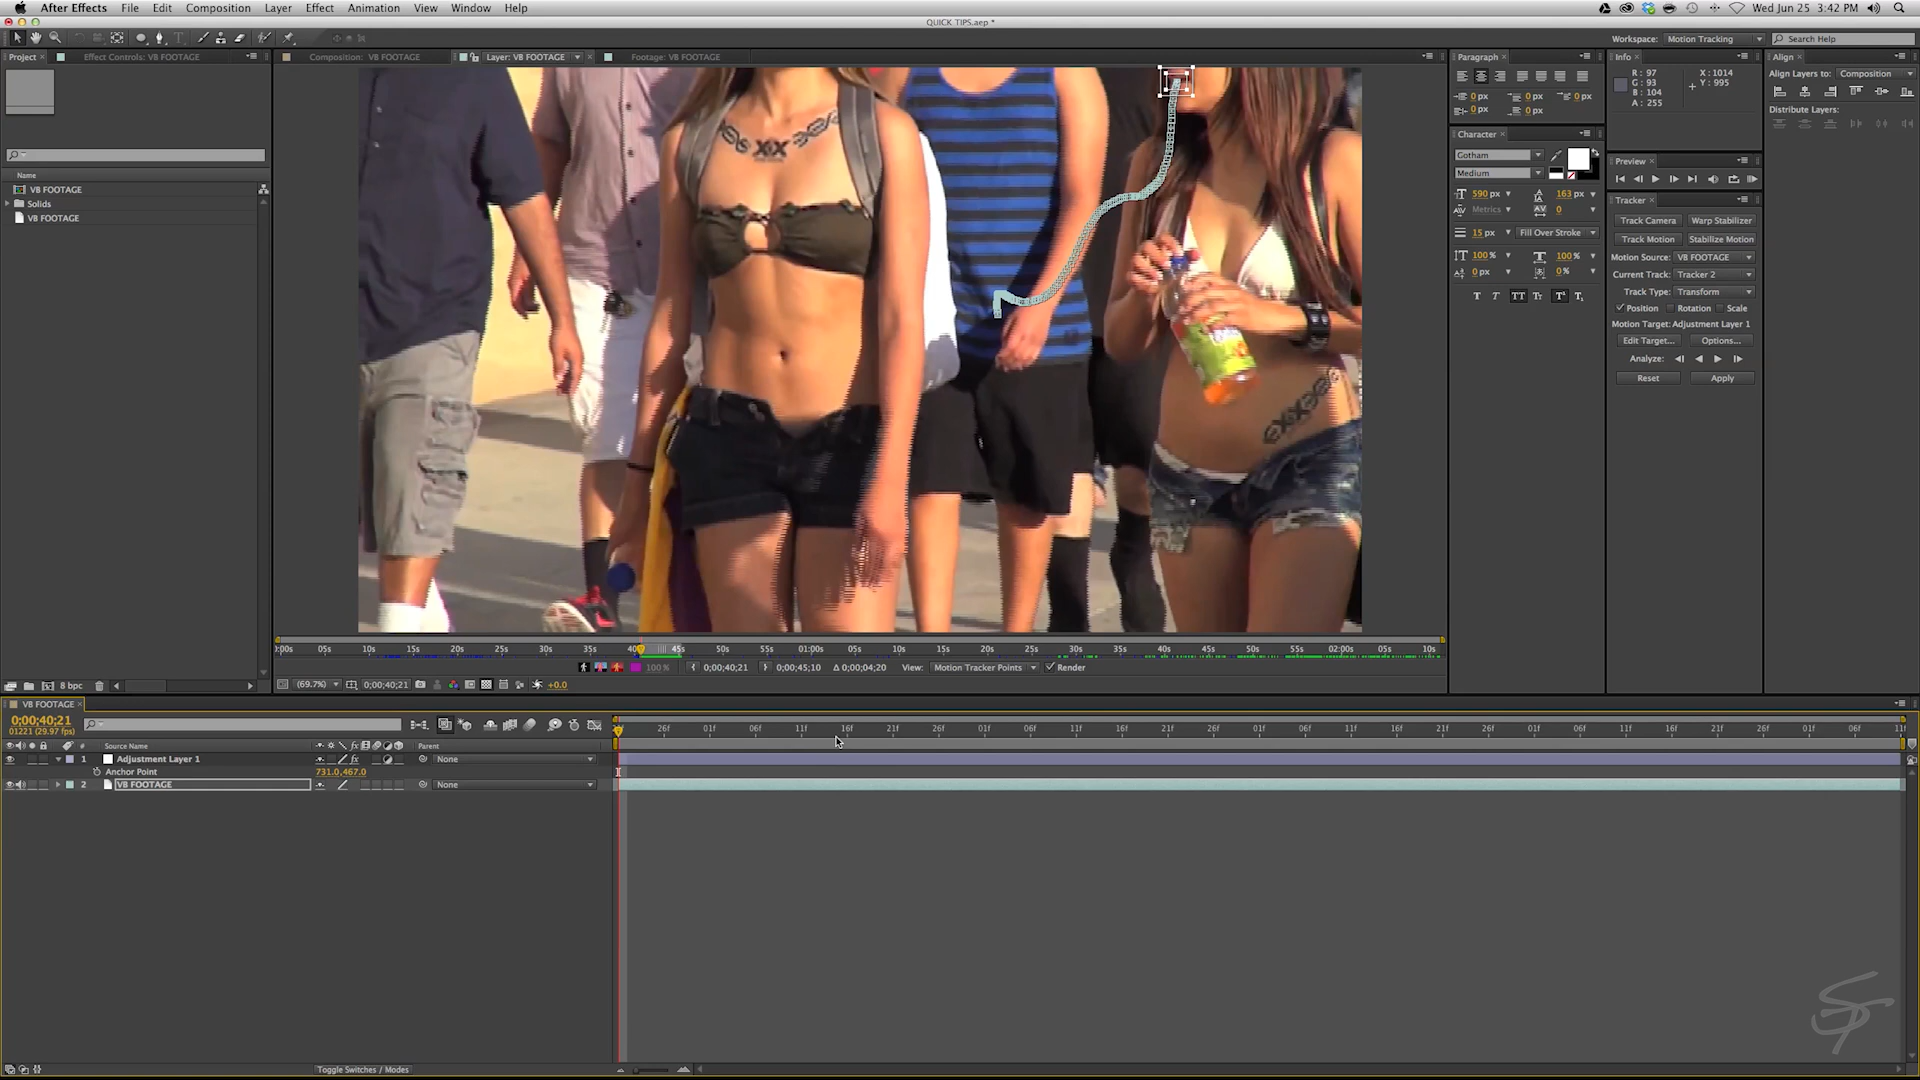 After Effects File Edit Composition Layer Effect Animation View Window Help
Wed Jun 25 3:42 PM
QUICK TIPS.aep *
Workspace: Motion Tracking
Search Help
Project
Effect Controls: VB FOOTAGE
Composition: VB FOOTAGE
Layer: VB FOOTAGE
Footage: VB FOOTAGE
Name
VB FOOTAGE
Solids
VB FOOTAGE
8 bpc
XX
:00s 05s 10s 15s 20s 25s 30s 35s 40 45s 50s 55s 01:00s 05s 10s 15s 20s 25s 30s 35s 40s 45s 50s 55s 02:00s 05s 10s
100 % 0;00;40;21 0;00;45;10 Δ 0;00;04;20 View: Motion Tracker Points Render
(69.7%) 0;00;40;21 +0.0
Paragraph
0 px 0 px 0 px
0 px 0 px
Character
Gotham
Medium
590 px 163 px
Metrics 0
15 px Fill Over Stroke
100 % 100 %
0 px 0 %
T T TT Tr T¹ T₁
Info
R : 97
G : 93
B : 104
A : 255
X : 1014
Y : 995
Preview
Tracker
Track Camera Warp Stabilizer
Track Motion Stabilize Motion
Motion Source: VB FOOTAGE
Current Track: Tracker 2
Track Type: Transform
Position Rotation Scale
Motion Target: Adjustment Layer 1
Edit Target... Options...
Analyze:
Reset Apply
Align
Align Layers to: Composition
Distribute Layers:
VB FOOTAGE
0;00;40;21
01221 (29.97 fps)
# Source Name Parent
1 Adjustment Layer 1 None
Anchor Point 731.0,467.0
2 VB FOOTAGE None
26f 01f 06f 11f 16f 21f 26f 01f 06f 11f 16f 21f 26f 01f 06f 11f 16f 21f 26f 01f 06f 11f 16f 21f 26f 01f 06f 11f
Toggle Switches / Modes